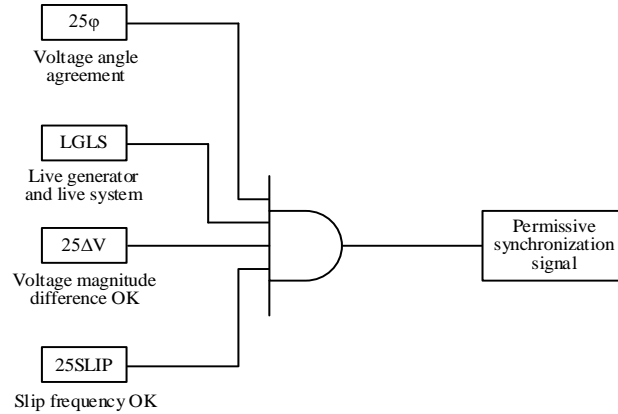 25φ
Voltage angle
agreement
LGLS
Live generator
and live system
25ΔV
Voltage magnitude
difference OK
25SLIP
Slip frequency OK
Permissive
synchronization
signal